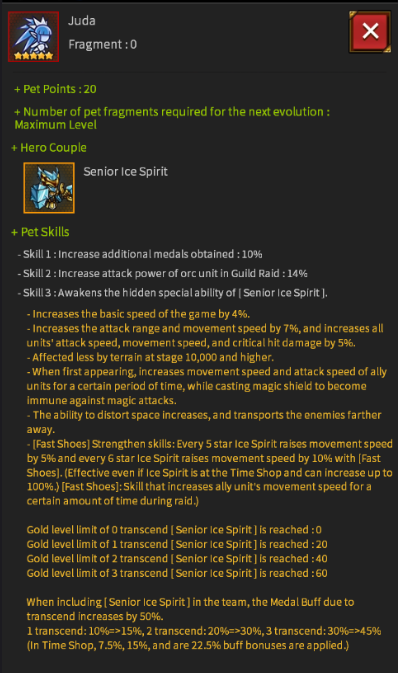 Juda
Fragment : 0
+ Pet Points : 20
+ Number of pet fragments required for the next evolution :
Maximum Level
+ Hero Couple
Senior Ice Spirit
+ Pet Skills
- Skill 1 : Increase additional medals obtained : 10%
- Skill 2 : Increase attack power of orc unit in Guild Raid : 14%
- Skill 3 : Awakens the hidden special ability of [ Senior Ice Spirit ].
- Increases the basic speed of the game by 4%.
- Increases the attack range and movement speed by 7%, and increases all
units' attack speed, movement speed, and critical hit damage by 5%.
- Affected less by terrain at stage 10,000 and higher.
- When first appearing, increases movement speed and attack speed of ally
units for a certain period of time, while casting magic shield to become
immune against magic attacks.
- The ability to distort space increases, and transports the enemies farther
away.
- [Fast Shoes] Strengthen skills: Every 5 star Ice Spirit raises movement speed
by 5% and every 6 star Ice Spirit raises movement speed by 10% with [Fast
Shoes]. (Effective even if Ice Spirit is at the Time Shop and can increase up to
100%.) [Fast Shoes]: Skill that increases ally unit's movement speed for a
certain amount of time during raid.)
Gold level limit of 0 transcend [ Senior Ice Spirit ] is reached : 0
Gold level limit of 1 transcend [ Senior Ice Spirit ] is reached : 20
Gold level limit of 2 transcend [ Senior Ice Spirit ] is reached : 40
Gold level limit of 3 transcend [ Senior Ice Spirit ] is reached : 60
When including [ Senior Ice Spirit ] in the team, the Medal Buff due to
transcend increases by 50%.
1 transcend: 10%=>15%, 2 transcend: 20%=>30%, 3 transcend: 30%=>45%
(In Time Shop, 7.5%, 15%, and are 22.5% buff bonuses are applied.)